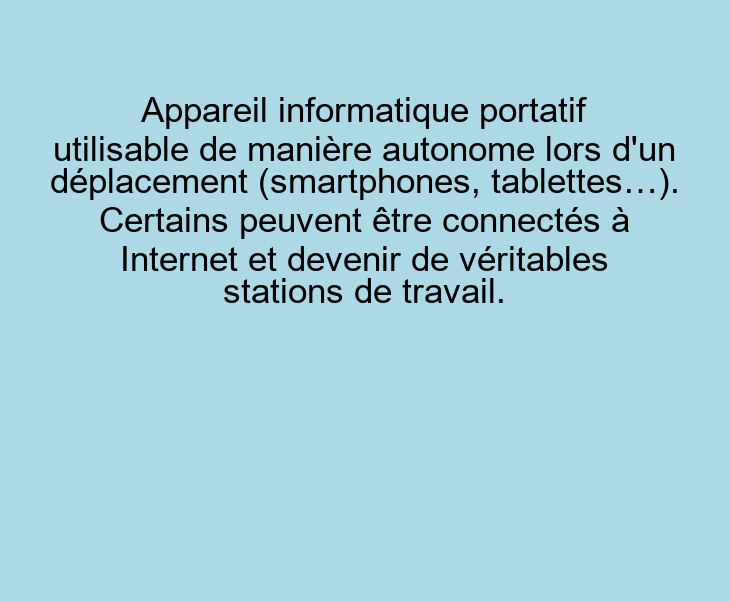 Appareil informatique portatif
utilisable de manière autonome lors d'un
déplacement (smartphones, tablettes…).
Certains peuvent être connectés à
Internet et devenir de véritables
stations de travail.